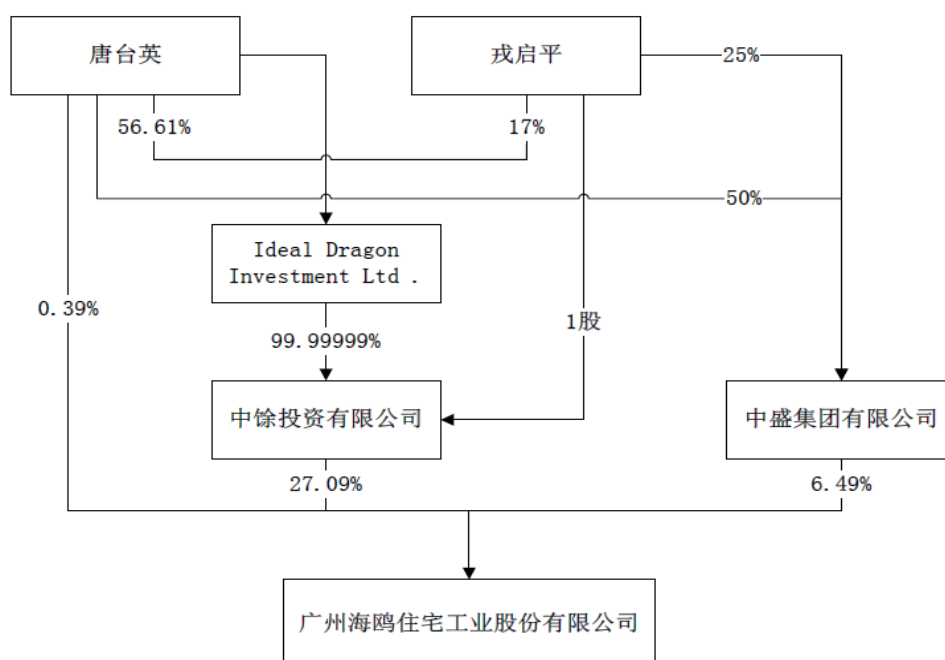 唐台英
戎启平
25%
56.61%
17%
50%
Ideal Dragon
Investment Ltd .
0.39%
1股
99.99999%
中馀投资有限公司
中盛集团有限公司
27.09%
6.49%
广州海鸥住宅工业股份有限公司